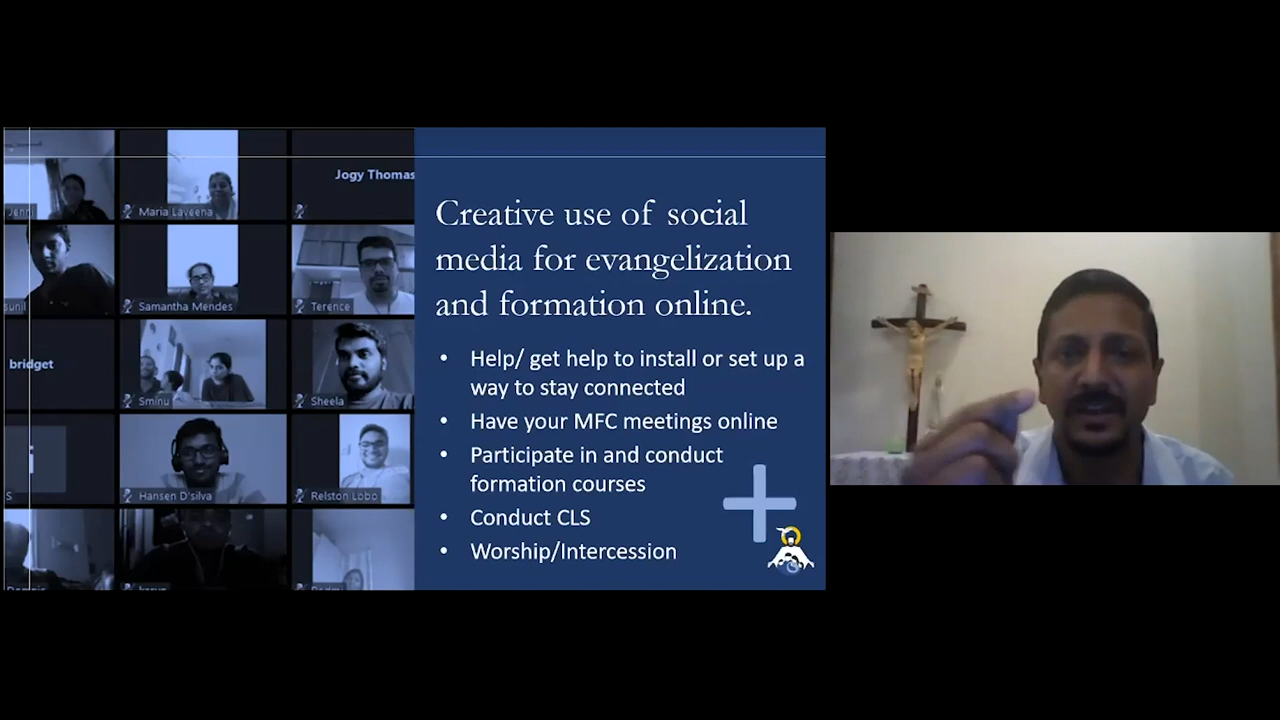 Jenni
Maria Laveena
Jogy Thomas
sunil
Samantha Mendes
Terence
bridget
Sminu
Sheela
S
Hansen D'silva
Relston Lobo
Creative use of social
media for evangelization
and formation online.
• Help/ get help to install or set up a
way to stay connected
• Have your MFC meetings online
• Participate in and conduct
formation courses
• Conduct CLS
• Worship/Intercession